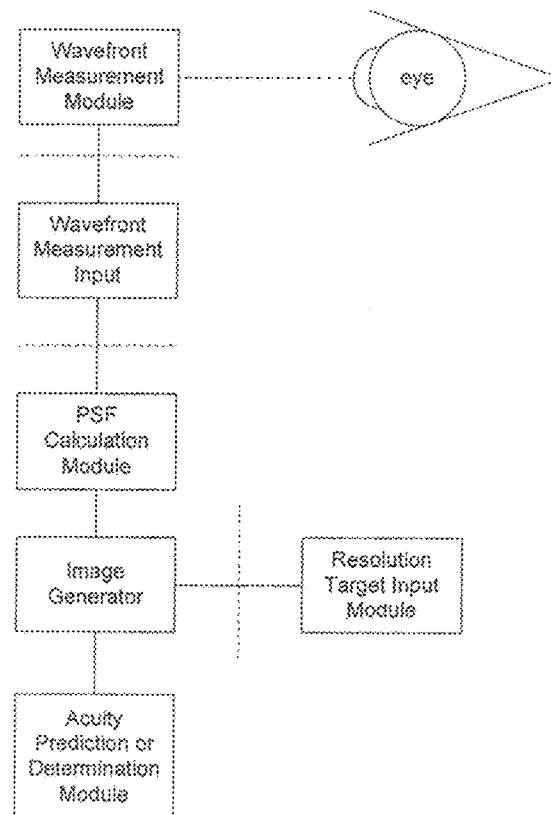 Wavefront
Measurement
Module
eye
Wavefront
Measurement
Input
PSF
Calculation
Module
Image
Generator
Resolution
Target Input
Module
Acuity
Prediction or
Determination
Module